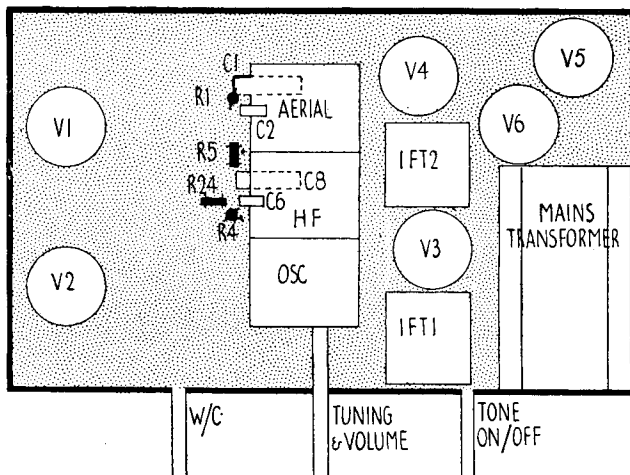 C1
V4
V5
R1
AERIAL
V1
V6
C2
R5
IFT2
R24
C8
C6
MAINS
TRANSFORMER
R4
HF
V3
V2
OSC
IFT1
W/C
TUNING
& VOLUME
TONE
ON/OFF